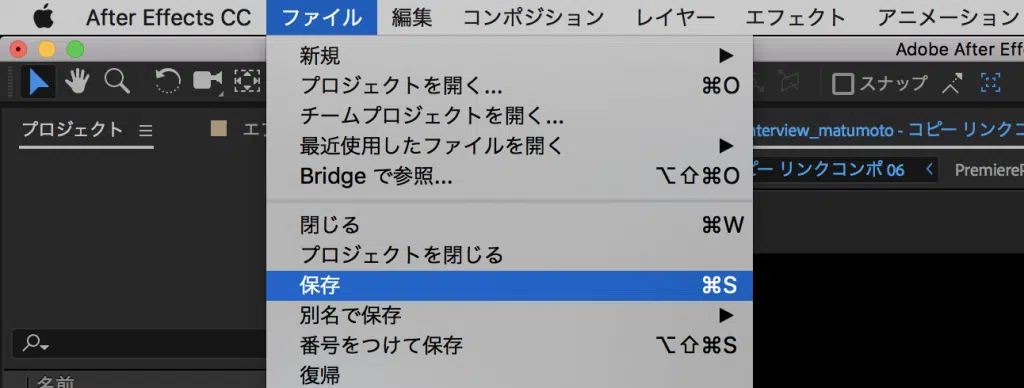 After Effects CC ファイル 編集 コンポジション レイヤー エフェクト アニメーション
Adobe After Eff
新規
プロジェクトを開く... ⌘O
チームプロジェクトを開く...
最近使用したファイルを開く
Bridge で参照... ⌥⇧⌘O
閉じる ⌘W
プロジェクトを閉じる
保存 ⌘S
別名で保存
番号をつけて保存 ⌥⇧⌘S
復帰
スナップ
プロジェクト
エフ
nterview_matumoto - コピー リンクコ
ピー リンクコンポ 06
PremiereP
名前